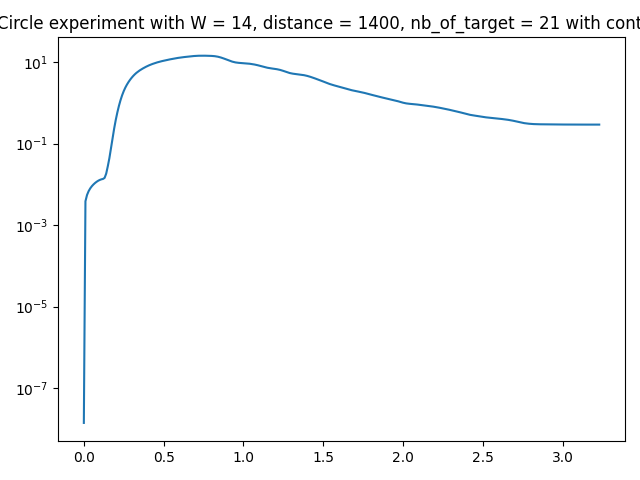 Circle experiment with W = 14, distance = 1400, nb_of_target = 21 with cont
10¹
10⁻¹
10⁻³
10⁻⁵
10⁻⁷
0.0 0.5 1.0 1.5 2.0 2.5 3.0